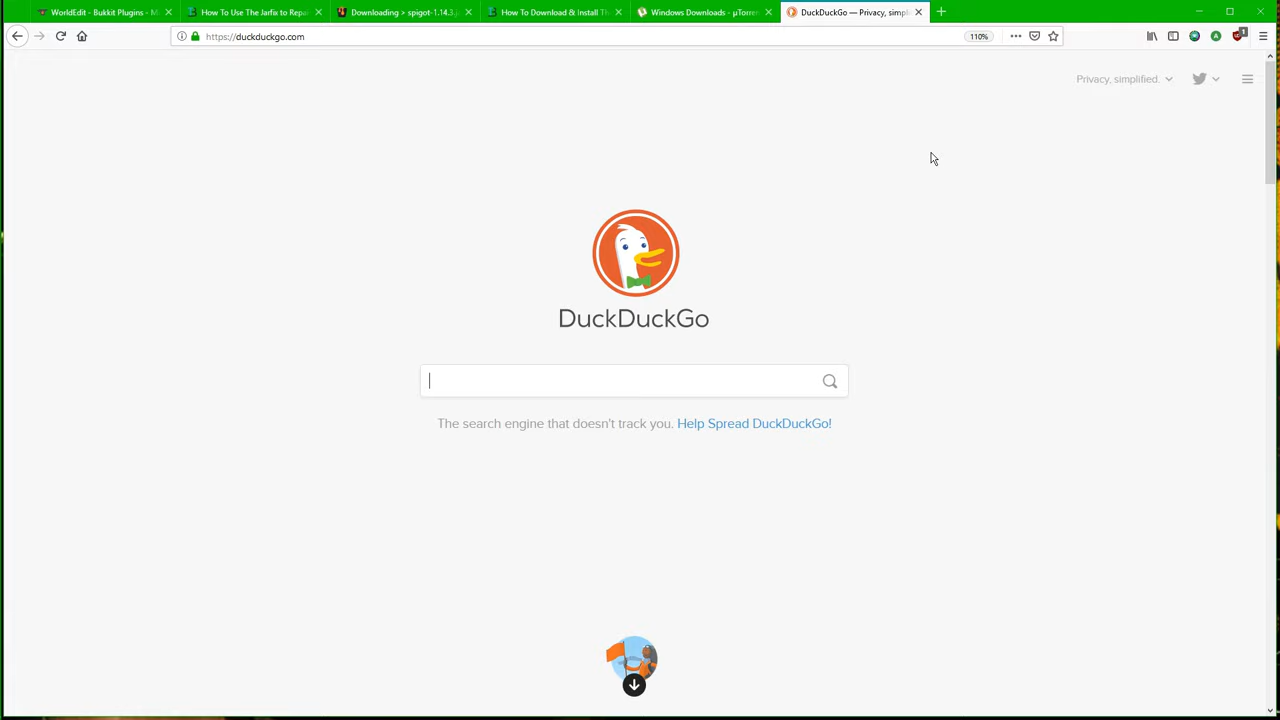 WorldEdit - Bukkit Plugins - M
How To Use The Jarfix to Repai
Downloading > spigot-1.14.3.j
How To Download & Install Th
Windows Downloads - µTorre
DuckDuckGo — Privacy, simpl
https://duckduckgo.com
110%
1
Privacy, simplified.
DuckDuckGo
The search engine that doesn't track you. Help Spread DuckDuckGo!